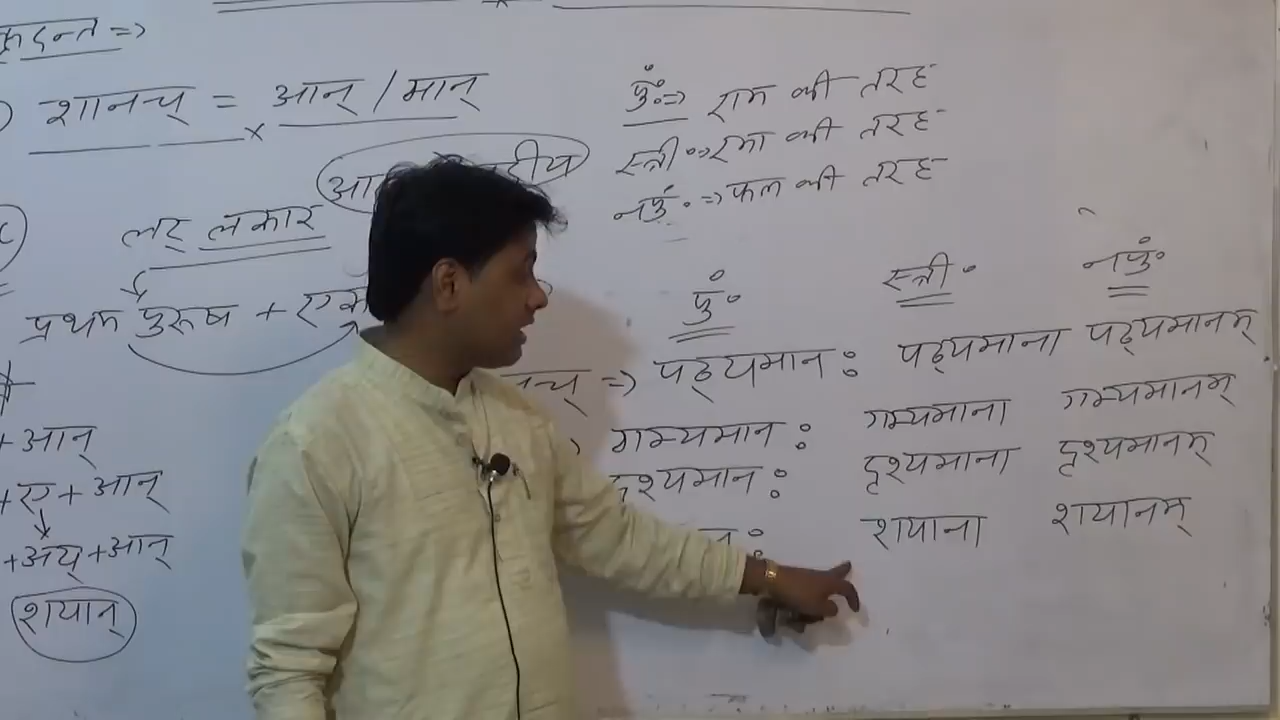 कृदन्त =>
शानच् = आन् / मान्
लट् लकार
प्रथम पुरूष +
+ आन्
+ ए + आन्
+ अय् + आन्
शयान्
पुं० => राम की तरह
स्त्री० => रमा की तरह
नपुं० => फल की तरह
पुं० स्त्री० नपुं०
=> पठ्यमानः पठ्यमाना पठ्यमानम्
गम्यमानः गम्यमाना गम्यमानम्
दृश्यमानः दृश्यमाना दृश्यमानम्
शयाना शयानम्